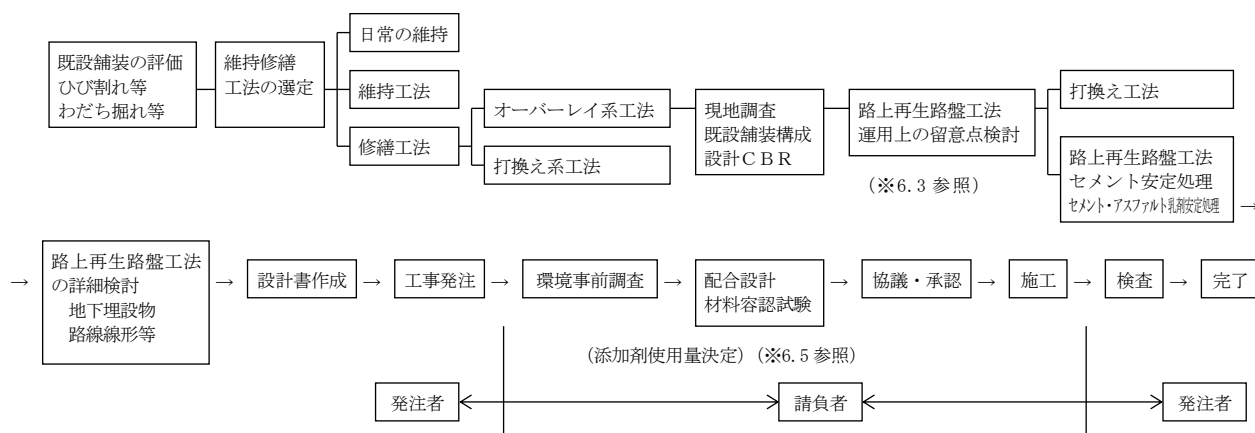 既設舗装の評価
ひび割れ等
わだち掘れ等
維持修繕
工法の選定
日常の維持
維持工法
修繕工法
オーバーレイ系工法
打換え系工法
現地調査
既設舗装構成
設計ＣＢＲ
路上再生路盤工法
運用上の留意点検討
(※6.3 参照)
打換え工法
路上再生路盤工法
セメント安定処理
セメント・アスファルト乳剤安定処理
→
→
路上再生路盤工法
の詳細検討
地下埋設物
路線線形等
→
設計書作成
→
工事発注
→
環境事前調査
→
配合設計
材料容認試験
→
協議・承認
→
施工
→
検査
→
完了
(添加剤使用量決定) (※6.5 参照)
発注者
請負者
発注者